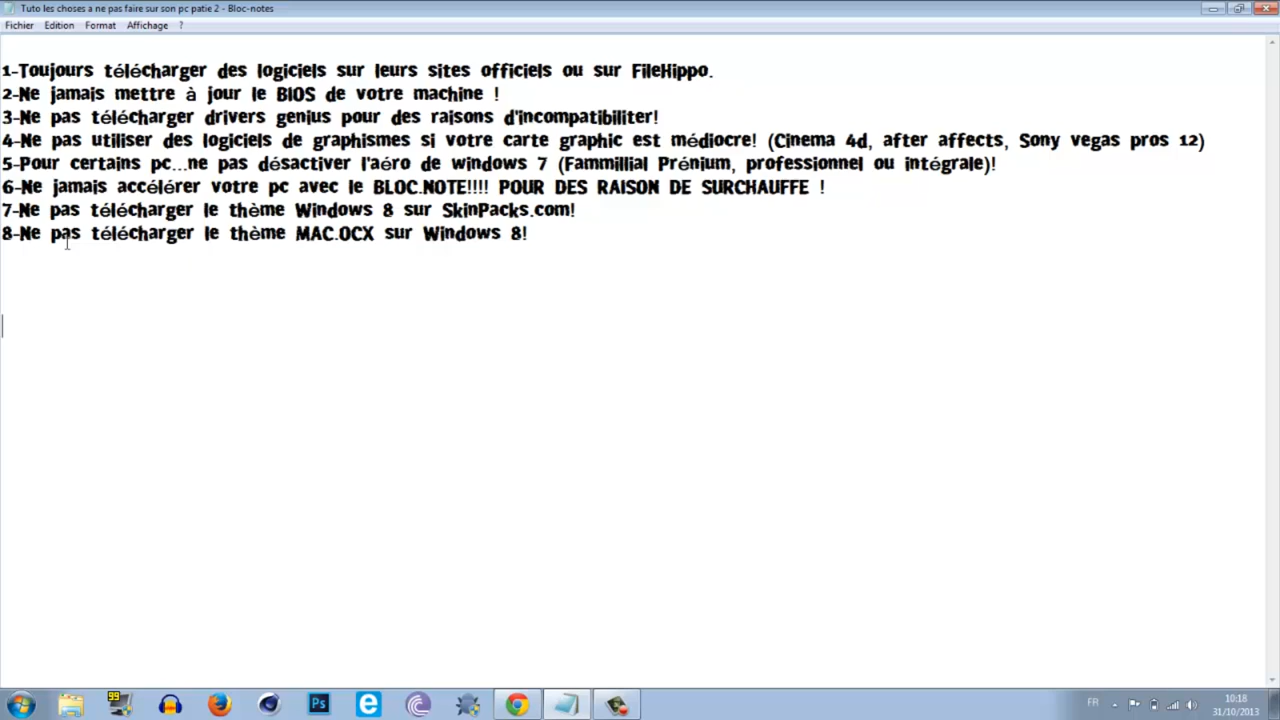 Tuto les choses a ne pas faire sur son pc patie 2 - Bloc-notes
Fichier Edition Format Affichage ?
1-Toujours télécharger des logiciels sur leurs sites officiels ou sur FileHippo.
2-Ne jamais mettre à jour le BIOS de votre machine !
3-Ne pas télécharger drivers genius pour des raisons d'incompatibiliter!
4-Ne pas utiliser des logiciels de graphismes si votre carte graphic est médiocre! (Cinema 4d, after affects, Sony vegas pros 12)
5-Pour certains pc...ne pas désactiver l'aéro de windows 7 (Fammillial Prénium, professionnel ou intégrale)!
6-Ne jamais accélérer votre pc avec le BLOC.NOTE!!!! POUR DES RAISON DE SURCHAUFFE !
7-Ne pas télécharger le thème Windows 8 sur SkinPacks.com!
8-Ne pas télécharger le thème MAC.OCX sur Windows 8!
99
Ps
FR
10:18
31/10/2013